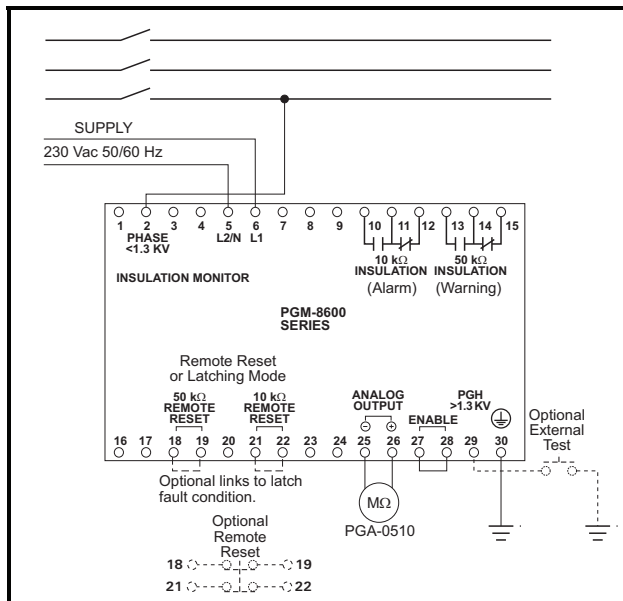 SUPPLY
230 Vac 50/60 Hz
1 2 3 4 5 6 7 8 9 10 11 12 13 14 15
PHASE
<1.3 KV
L2/N L1
10 kΩ
INSULATION
(Alarm)
50 kΩ
INSULATION
(Warning)
INSULATION MONITOR
PGM-8600
SERIES
Remote Reset
or Latching Mode
50 kΩ
REMOTE
RESET
10 kΩ
REMOTE
RESET
ANALOG
OUTPUT
ENABLE
PGH
>1.3 KV
Optional
External
Test
16 17 18 19 20 21 22 23 24 25 26 27 28 29 30
Optional links to latch
fault condition.
MΩ
PGA-0510
Optional
Remote
Reset
18 19
21 22